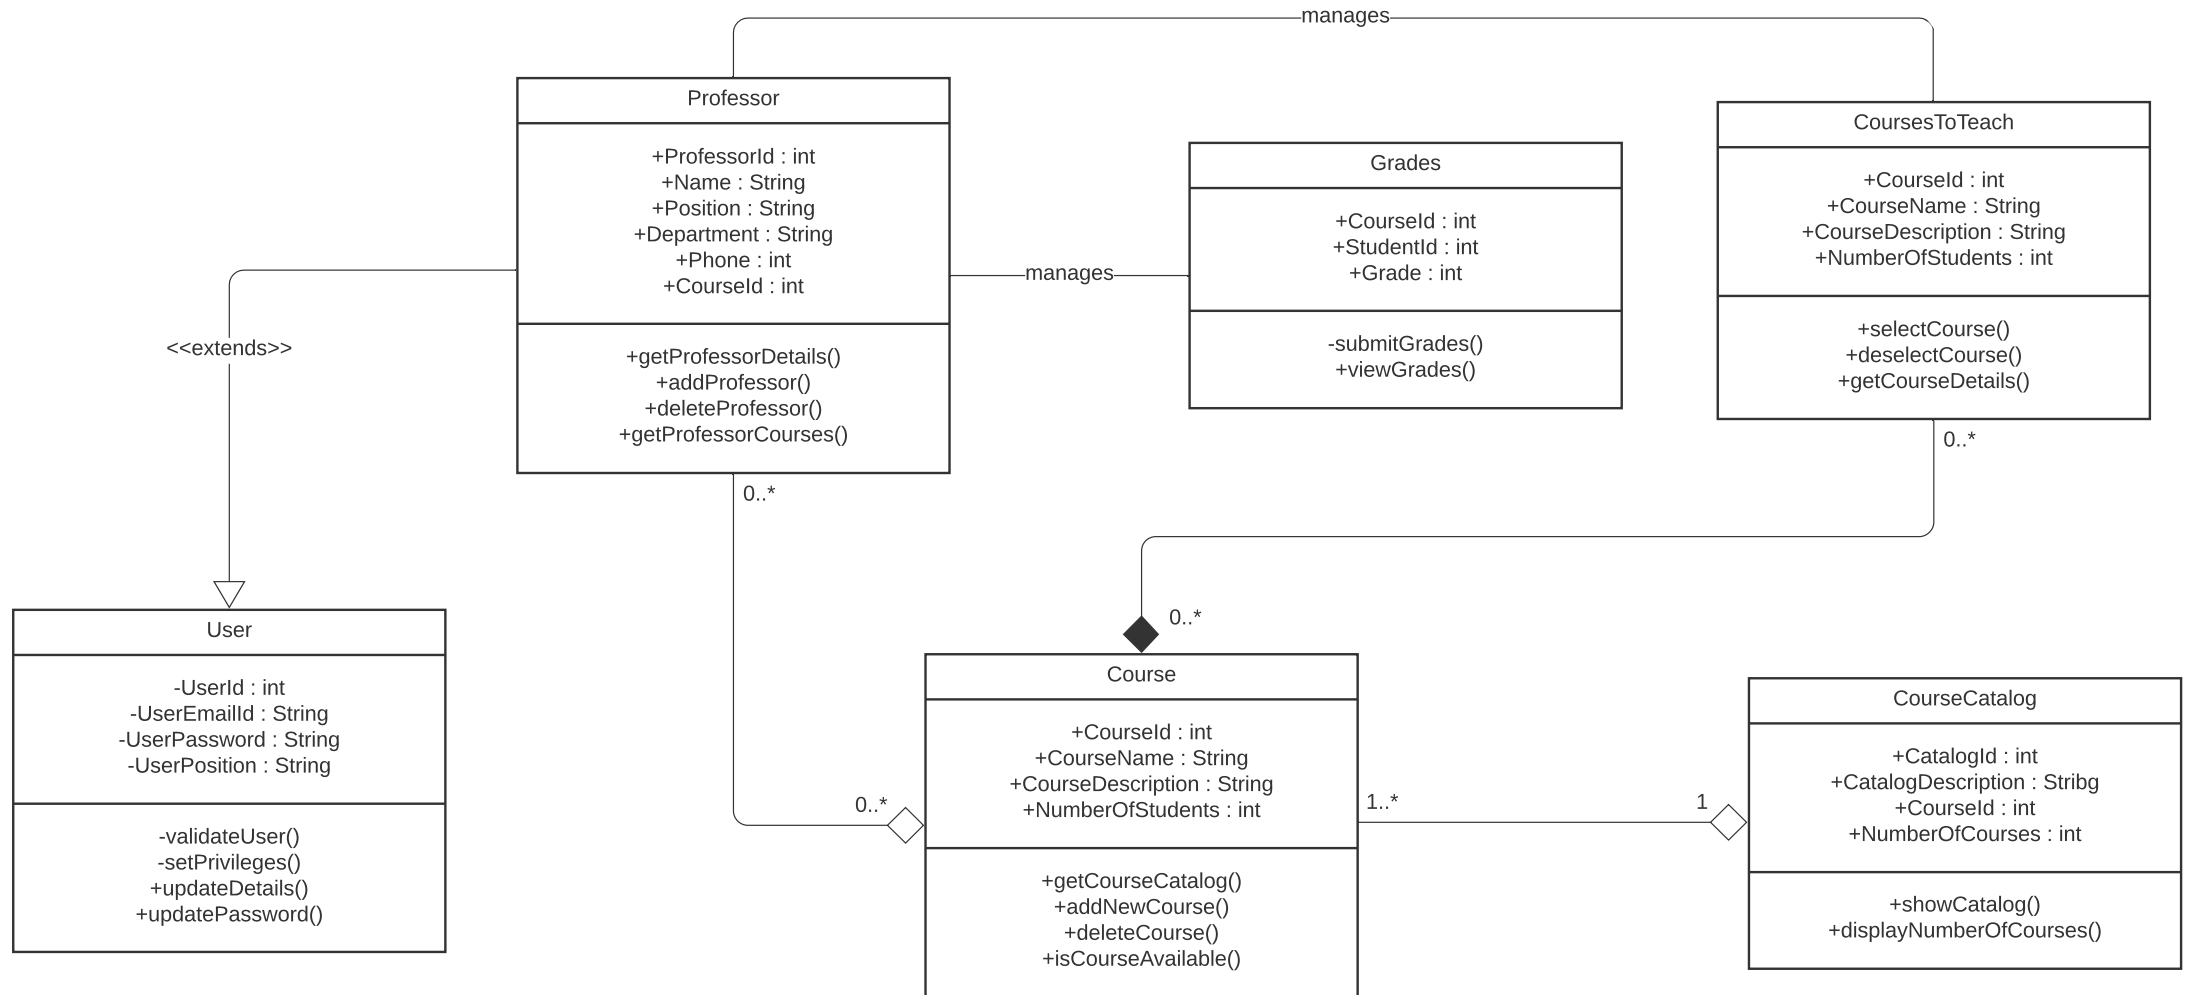 manages
Professor
+ProfessorId : int
+Name : String
+Position : String
+Department : String
+Phone : int
+CourseId : int
+getProfessorDetails()
+addProfessor()
+deleteProfessor()
+getProfessorCourses()
manages
Grades
+CourseId : int
+StudentId : int
+Grade : int
-submitGrades()
+viewGrades()
CoursesToTeach
+CourseId : int
+CourseName : String
+CourseDescription : String
+NumberOfStudents : int
+selectCourse()
+deselectCourse()
+getCourseDetails()
<<extends>>
0..*
0..*
0..*
0..*
User
-UserId : int
-UserEmailId : String
-UserPassword : String
-UserPosition : String
-validateUser()
-setPrivileges()
+updateDetails()
+updatePassword()
Course
+CourseId : int
+CourseName : String
+CourseDescription : String
+NumberOfStudents : int
+getCourseCatalog()
+addNewCourse()
+deleteCourse()
+isCourseAvailable()
1..*
1
CourseCatalog
+CatalogId : int
+CatalogDescription : Stribg
+CourseId : int
+NumberOfCourses : int
+showCatalog()
+displayNumberOfCourses()